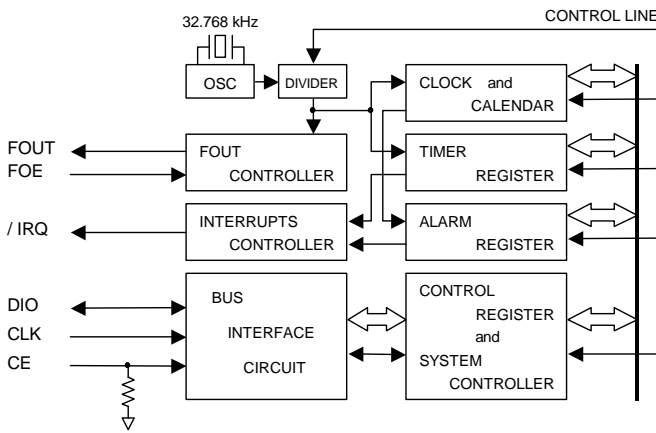 32.768 kHz
CONTROL LINE
OSC
DIVIDER
CLOCK and
CALENDAR
FOUT
FOE
FOUT
CONTROLLER
TIMER
REGISTER
/ IRQ
INTERRUPTS
CONTROLLER
ALARM
REGISTER
DIO
CLK
CE
BUS
INTERFACE
CIRCUIT
CONTROL
REGISTER
and
SYSTEM
CONTROLLER